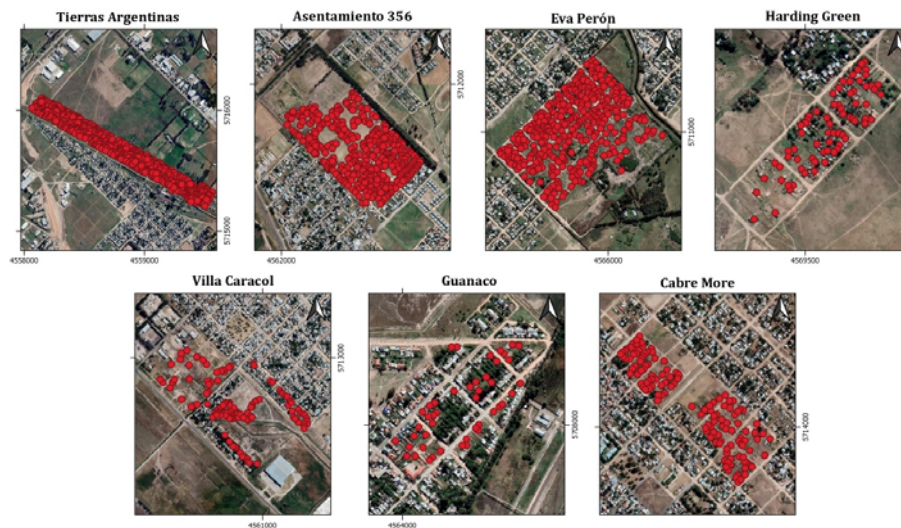 Tierras Argentinas
Asentamiento 356
Eva Perón
Harding Green
5716000
5715000
4558000
4559000
5712000
4562000
5711000
4566000
4569500
Villa Caracol
Guanaco
Cabre More
5713000
4561000
5708000
4564000
5714000